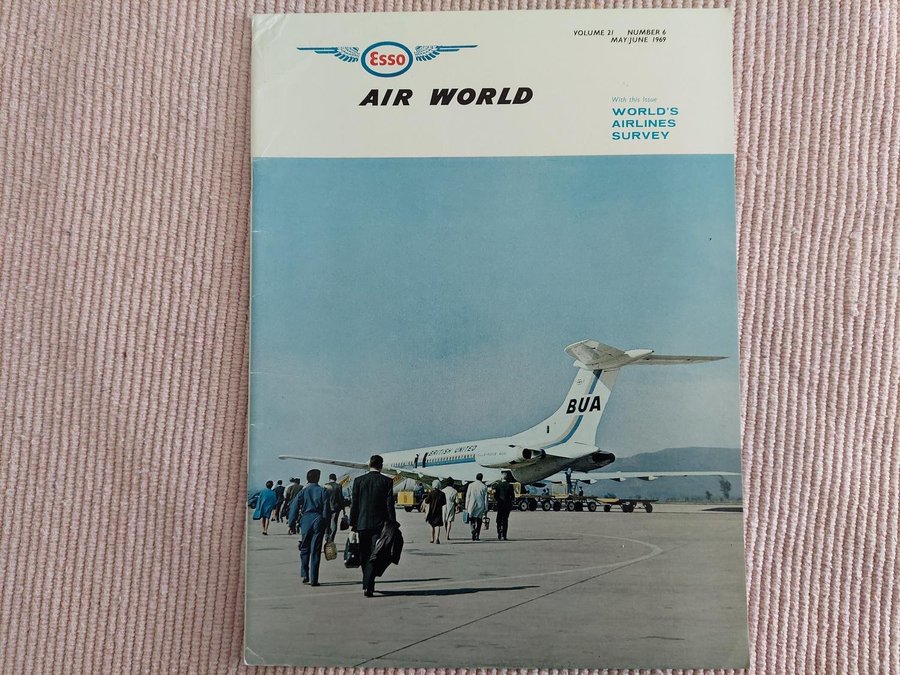 VOLUME 21 NUMBER 6
MAY/JUNE 1969
Esso
AIR WORLD
With this Issue
WORLD'S
AIRLINES
SURVEY
BUA
BRITISH UNITED